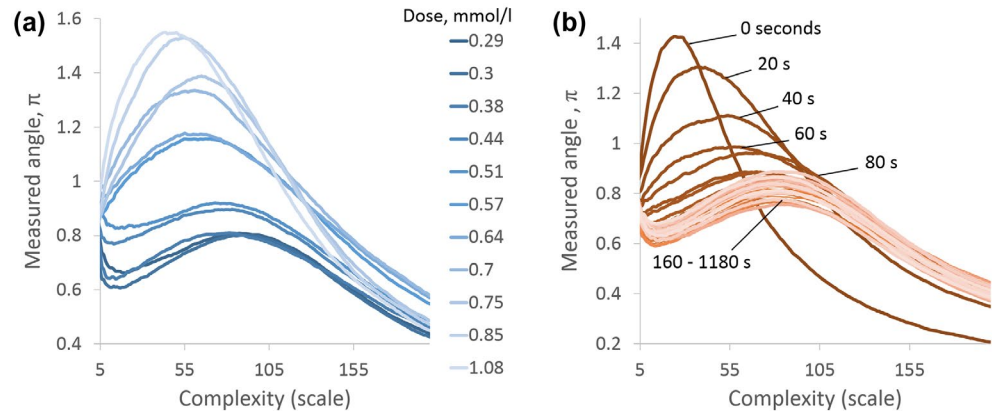 (a)
Measured angle, π
1.6
1.4
1.2
1
0.8
0.6
0.4
5
55
105
155
Complexity (scale)
Dose, mmol/l
0.29
0.3
0.38
0.44
0.51
0.57
0.64
0.7
0.75
0.85
1.08
(b)
Measured angle , π
1.4
1.2
1
0.8
0.6
0.4
0.2
0 seconds
20 s
40 s
60 s
80 s
160 - 1180 s
5
55
105
155
Complexity (scale)